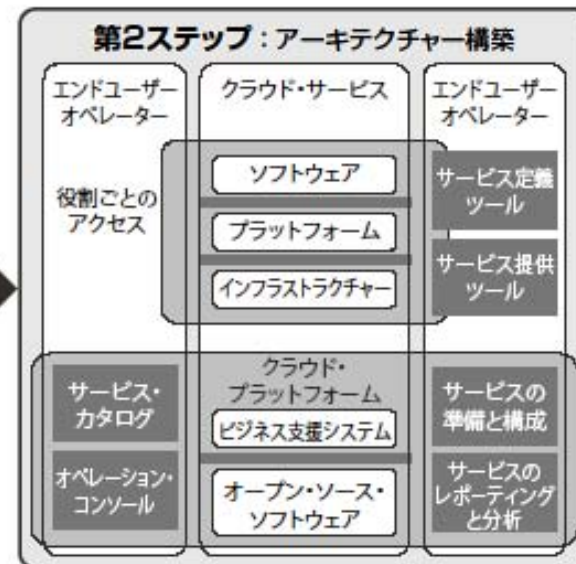 第2ステップ：アーキテクチャー構築
エンドユーザー
オペレーター
役割ごとの
アクセス
サービス・
カタログ
オペレーション・
コンソール
クラウド・サービス
ソフトウェア
プラットフォーム
インフラストラクチャー
クラウド・
プラットフォーム
ビジネス支援システム
オープン・ソース・
ソフトウェア
エンドユーザー
オペレーター
サービス定義
ツール
サービス提供
ツール
サービスの
準備と構成
サービスの
レポーティング
と分析